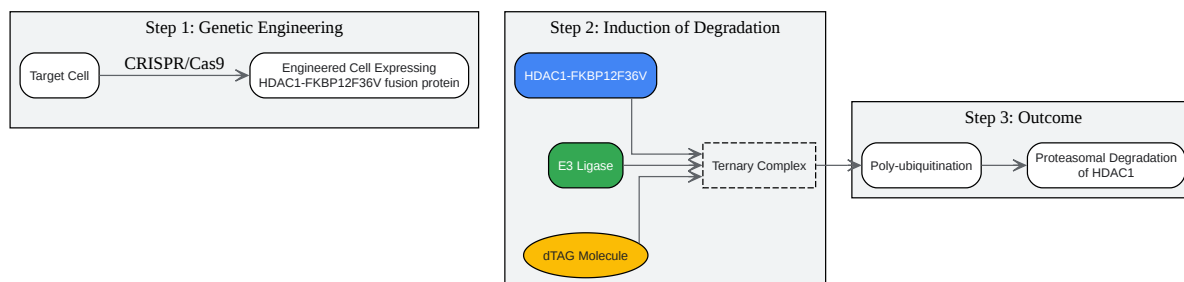 Step 1: Genetic Engineering
Target Cell
CRISPR/Cas9
Engineered Cell Expressing
HDAC1-FKBP12F36V fusion protein
Step 2: Induction of Degradation
HDAC1-FKBP12F36V
E3 Ligase
dTAG Molecule
Ternary Complex
Step 3: Outcome
Poly-ubiquitination
Proteasomal Degradation
of HDAC1